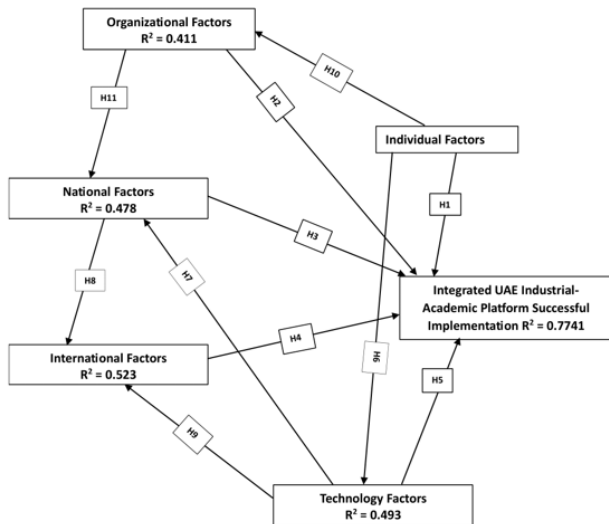 Organizational Factors
R² = 0.411
H10
H11
H2
Individual Factors
National Factors
R² = 0.478
H1
H3
H8
H7
Integrated UAE Industrial-
Academic Platform Successful
Implementation R² = 0.7741
International Factors
R² = 0.523
H4
H6
H5
H9
Technology Factors
R² = 0.493